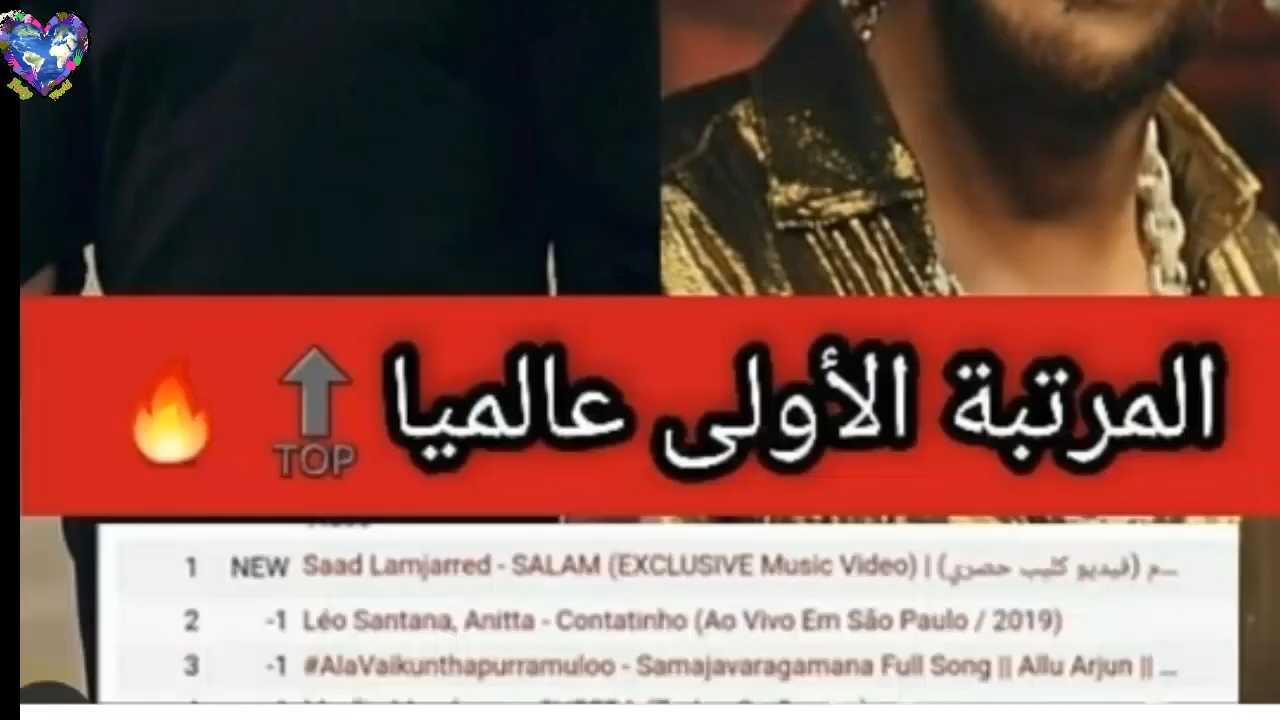 المرتبة الأولى عالميا
TOP
1 NEW Saad Lamjarred - SALAM (EXCLUSIVE Music Video) | (فيديو كليب حصري) م...
2 -1 Léo Santana, Anitta - Contatinho (Ao Vivo Em São Paulo / 2019)
3 -1 #AlaVaikunthapurramuloo - Samajavaragamana Full Song || Allu Arjun || ...